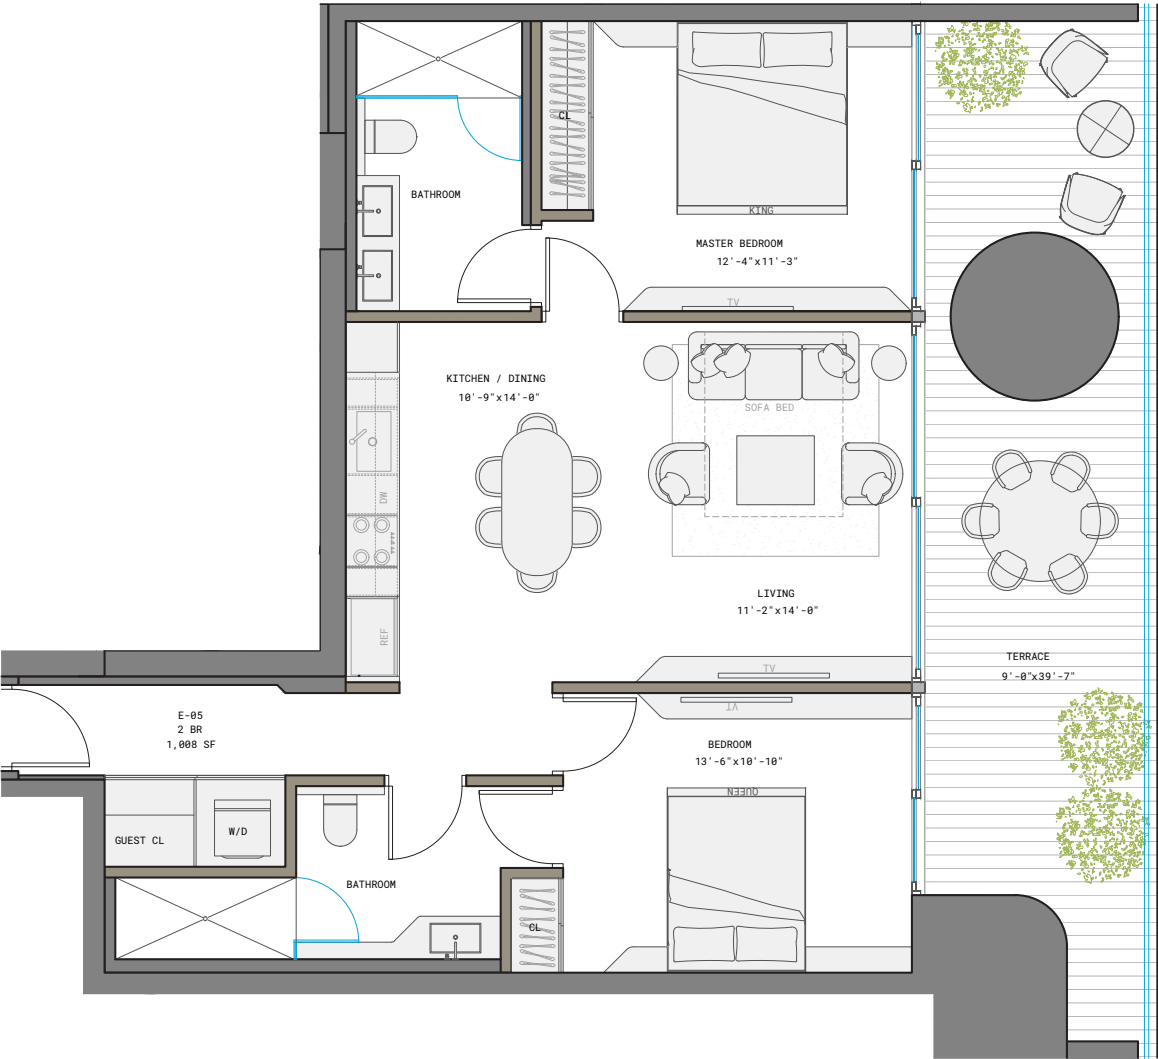 CL
BATHROOM
KING
MASTER BEDROOM
12'-4"x11'-3"
TV
KITCHEN / DINING
10'-9"x14'-0"
SOFA BED
DW
LIVING
11'-2"x14'-0"
REF
TERRACE
9'-0"x39'-7"
TV
TV
E-05
2 BR
1,008 SF
BEDROOM
13'-6"x10'-10"
QUEEN
W/D
GUEST CL
BATHROOM
CL